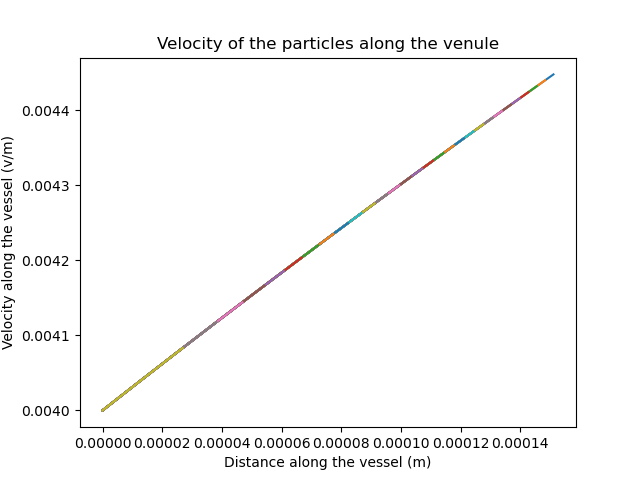 Velocity of the particles along the venule
Velocity along the vessel (v/m)
0.0044
0.0043
0.0042
0.0041
0.0040
0.00000 0.00002 0.00004 0.00006 0.00008 0.00010 0.00012 0.00014
Distance along the vessel (m)